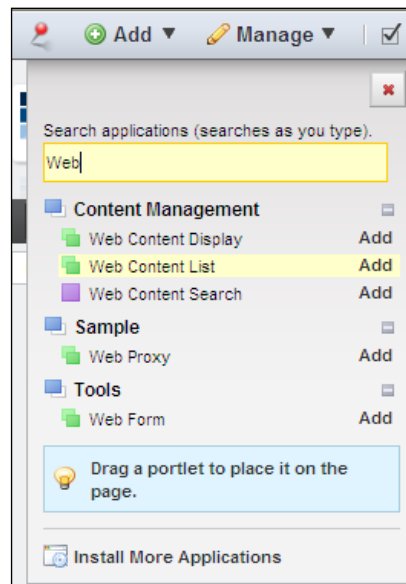 Add ▼ Manage ▼
Search applications (searches as you type).
Web
Content Management
Web Content Display Add
Web Content List Add
Web Content Search Add
Sample
Web Proxy Add
Tools
Web Form Add
Drag a portlet to place it on the
page.
Install More Applications